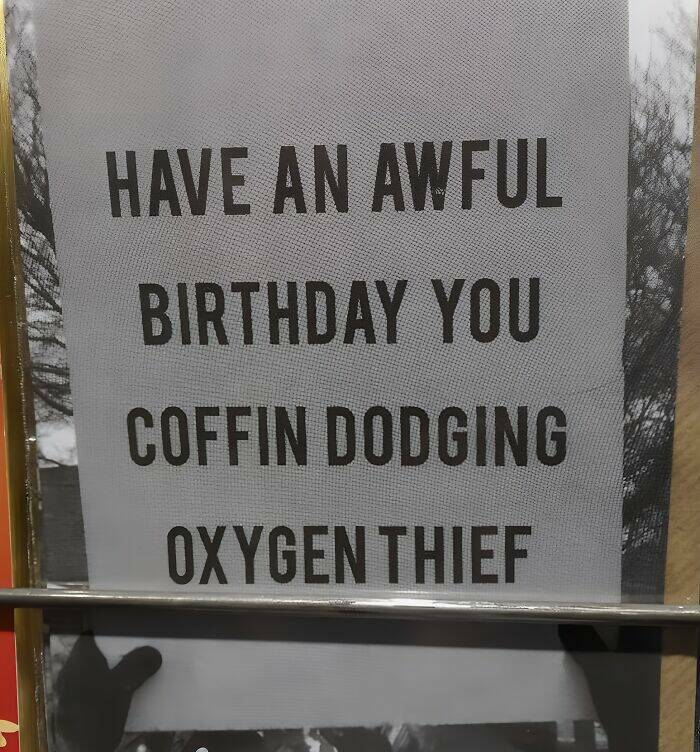 HAVE AN AWFUL
BIRTHDAY YOU
COFFIN DODGING
OXYGEN THIEF